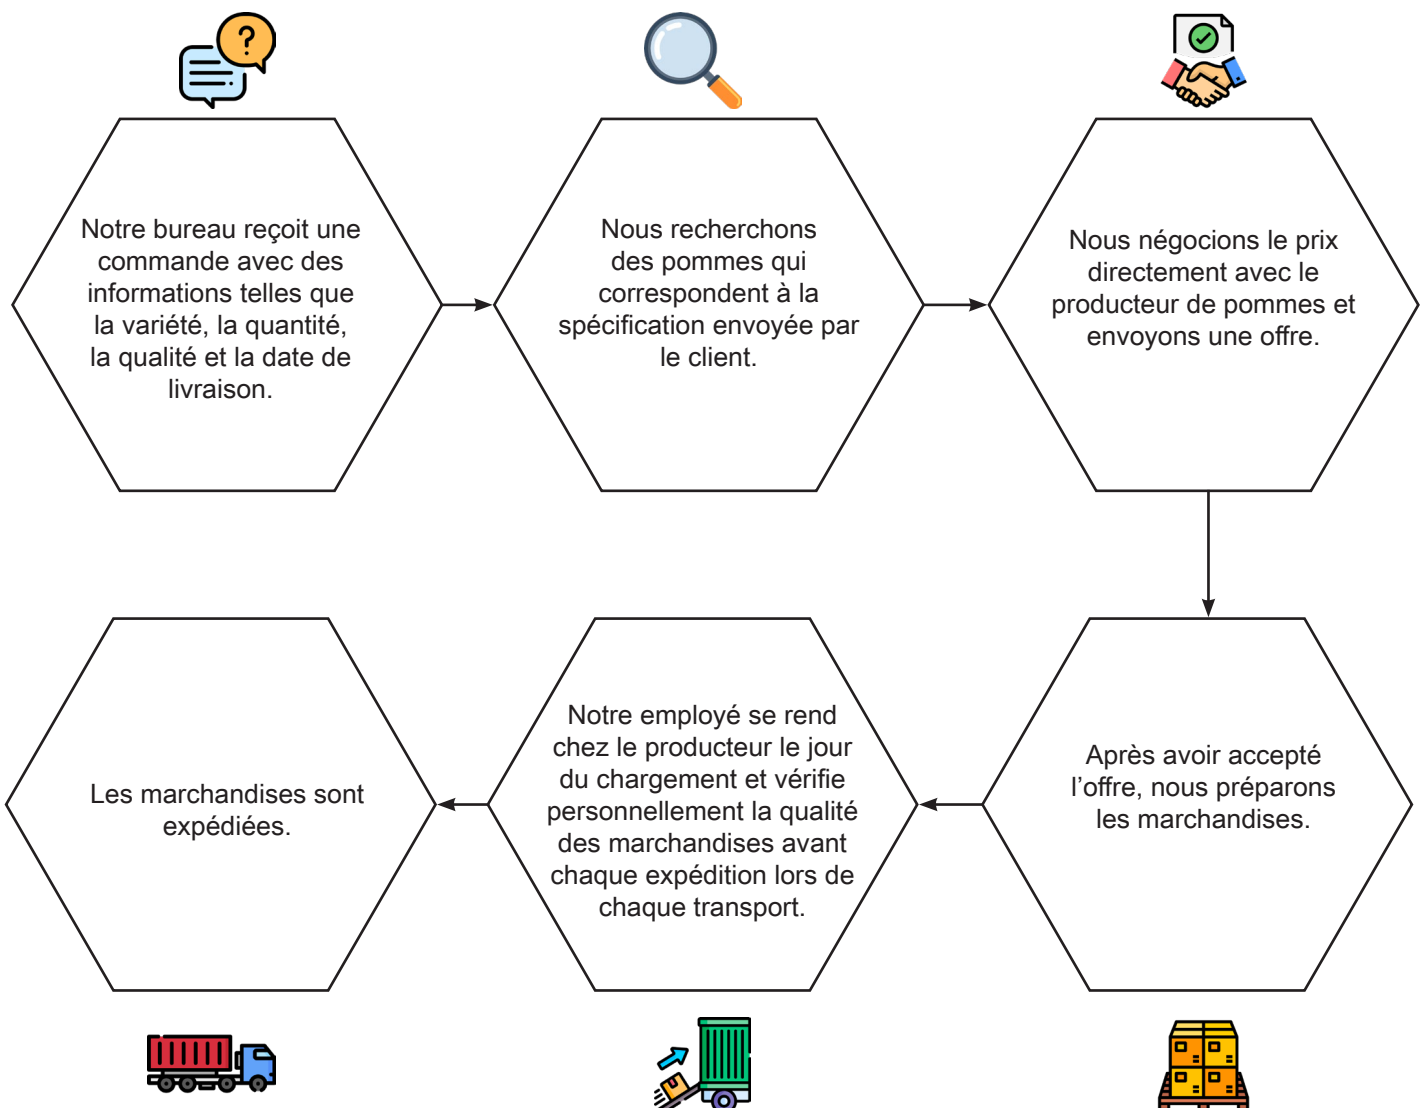 Notre bureau reçoit une
commande avec des
informations telles que
la variété, la quantité,
la qualité et la date de
livraison.
Nous recherchons
des pommes qui
correspondent à la
spécification envoyée par
le client.
Nous négocions le prix
directement avec le
producteur de pommes et
envoyons une offre.
Après avoir accepté
l’offre, nous préparons
les marchandises.
Notre employé se rend
chez le producteur le jour
du chargement et vérifie
personnellement la qualité
des marchandises avant
chaque expédition lors de
chaque transport.
Les marchandises sont
expédiées.